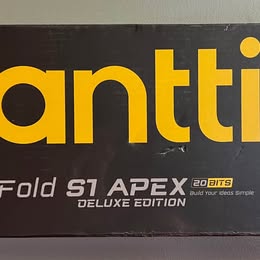 antti
Fold S1 APEX 20 BITS
Build Your Ideas Simple
DELUXE EDITION